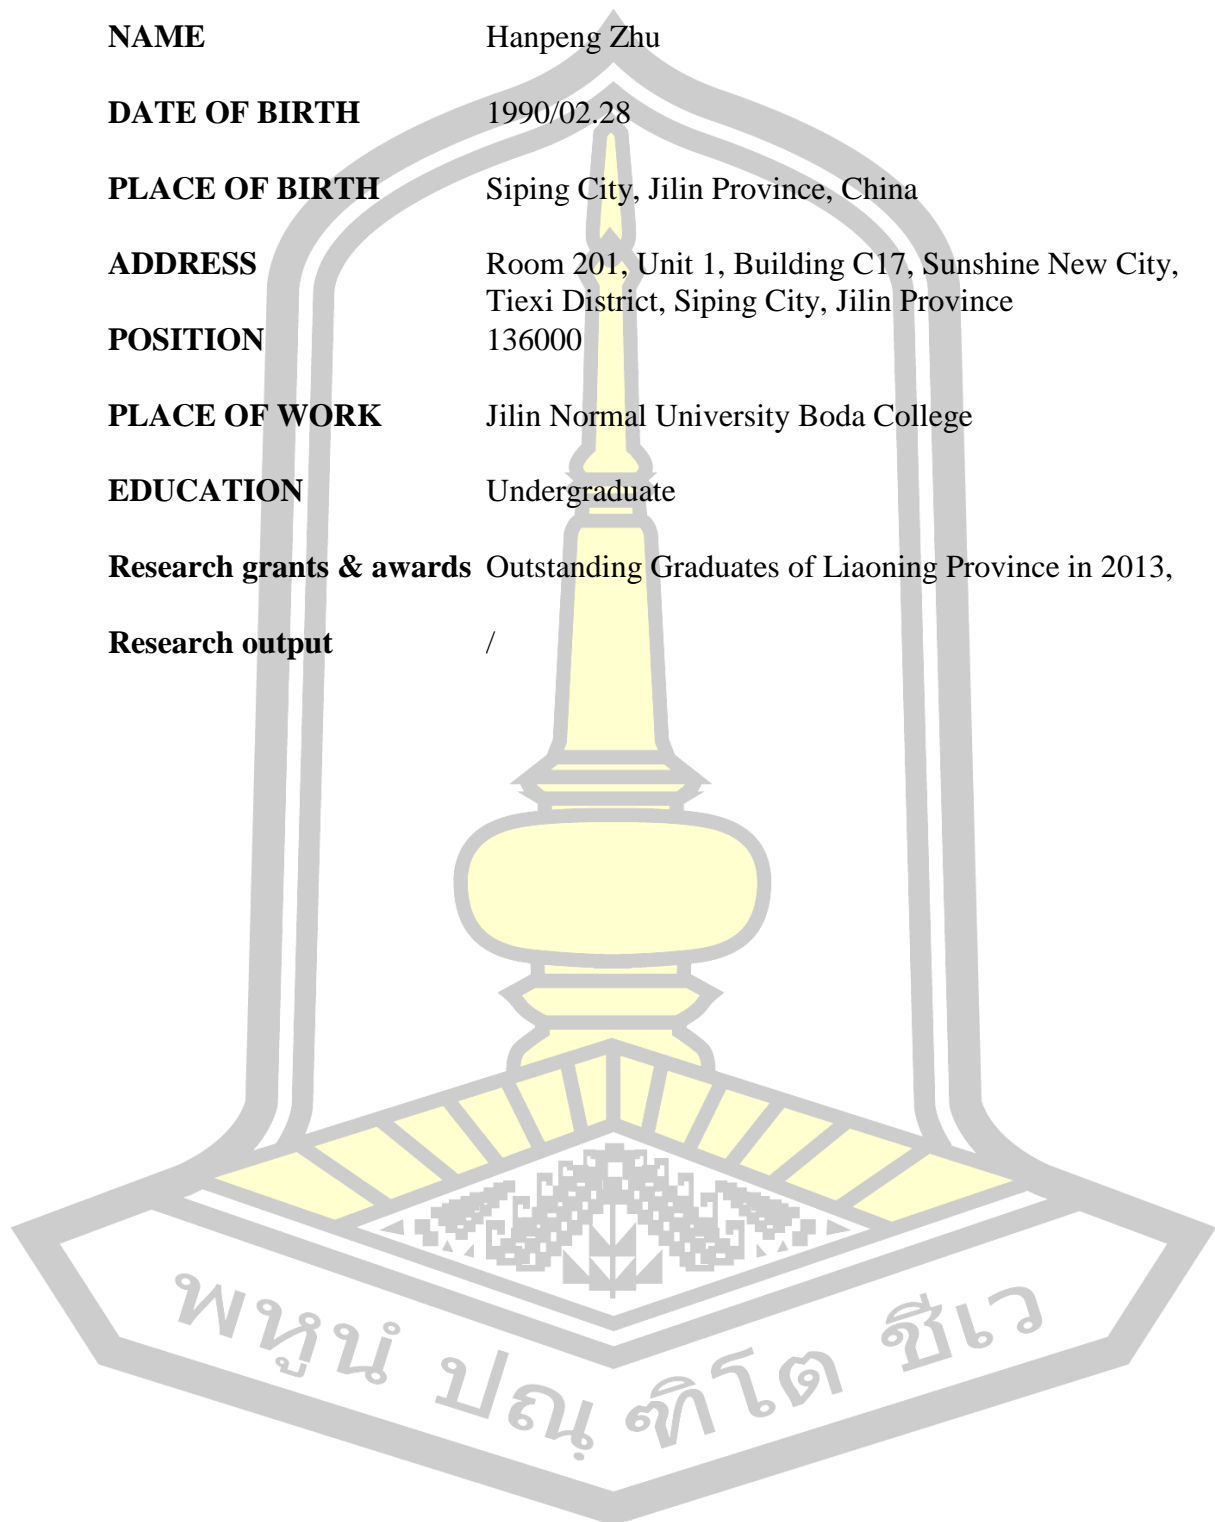 NAME Hanpeng Zhu
DATE OF BIRTH 1990/02.28
PLACE OF BIRTH Siping City, Jilin Province, China
ADDRESS Room 201, Unit 1, Building C17, Sunshine New City,
Tiexi District, Siping City, Jilin Province
POSITION 136000
PLACE OF WORK Jilin Normal University Boda College
EDUCATION Undergraduate
Research grants & awards Outstanding Graduates of Liaoning Province in 2013,
Research output /
พหูนํ ปณฺ ฑิโต ชีเว